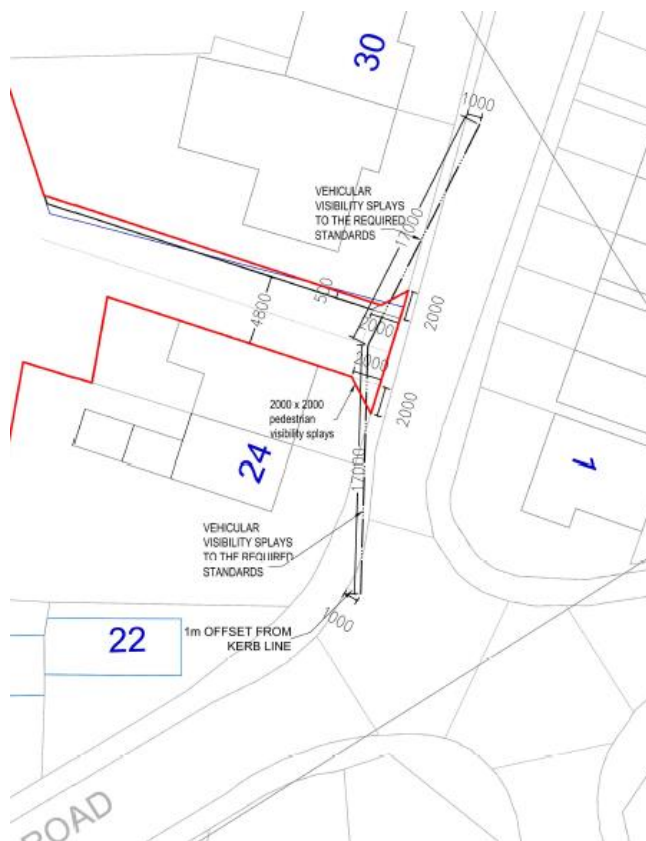 30
1000
VEHICULAR
VISIBILITY SPLAYS
TO THE REQUIRED
STANDARDS
17000
500
4800
2000
2000
2000
2000
2000 x 2000
pedestrian
visibility splays
24
17000
1
VEHICULAR
VISIBILITY SPLAYS
TO THE REQUIRED
STANDARDS
1000
1m OFFSET FROM
KERB LINE
22
ROAD